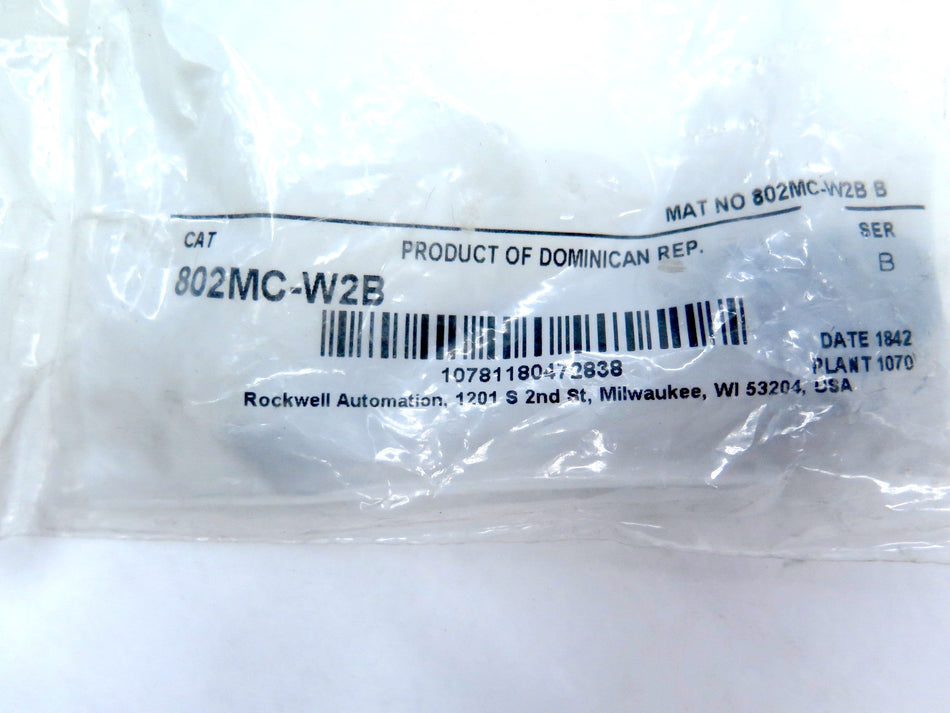 MAT NO 802MC-W2B B
CAT
PRODUCT OF DOMINICAN REP.
SER
802MC-W2B
B
DATE 1842
10781180472838
PLANT 1070
Rockwell Automation, 1201 S 2nd St, Milwaukee, WI 53204, USA